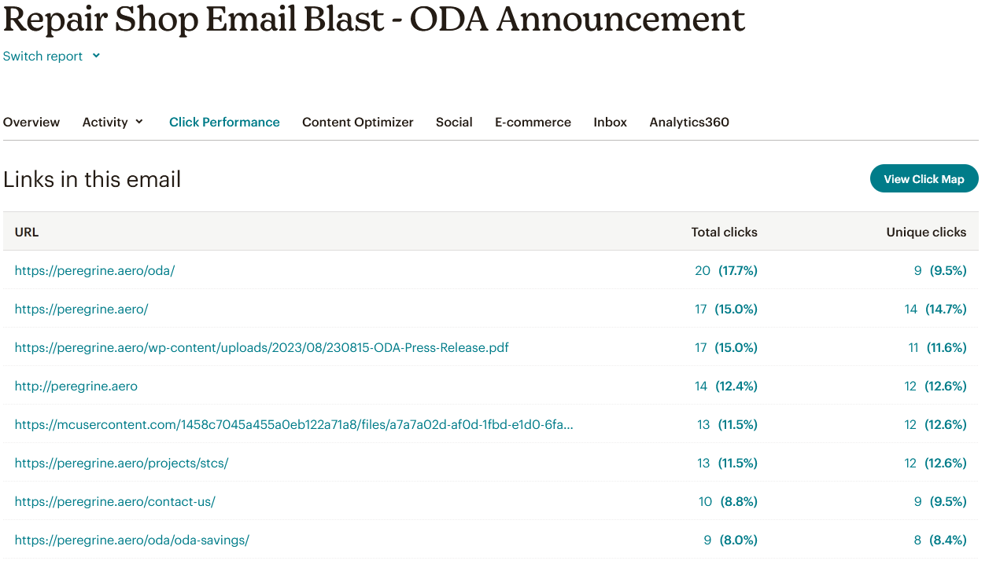 Repair Shop Email Blast - ODA Announcement
Switch report
Overview Activity Click Performance Content Optimizer Social E-commerce Inbox Analytics360
Links in this email View Click Map
URL Total clicks Unique clicks
https://peregrine.aero/oda/ 20 (17.7%) 9 (9.5%)
https://peregrine.aero/ 17 (15.0%) 14 (14.7%)
https://peregrine.aero/wp-content/uploads/2023/08/230815-ODA-Press-Release.pdf 17 (15.0%) 11 (11.6%)
http://peregrine.aero 14 (12.4%) 12 (12.6%)
https://mcusercontent.com/1458c7045a455a0eb122a71a8/files/a7a7a02d-af0d-1fbd-e1d0-6fa... 13 (11.5%) 12 (12.6%)
https://peregrine.aero/projects/stcs/ 13 (11.5%) 12 (12.6%)
https://peregrine.aero/contact-us/ 10 (8.8%) 9 (9.5%)
https://peregrine.aero/oda/oda-savings/ 9 (8.0%) 8 (8.4%)